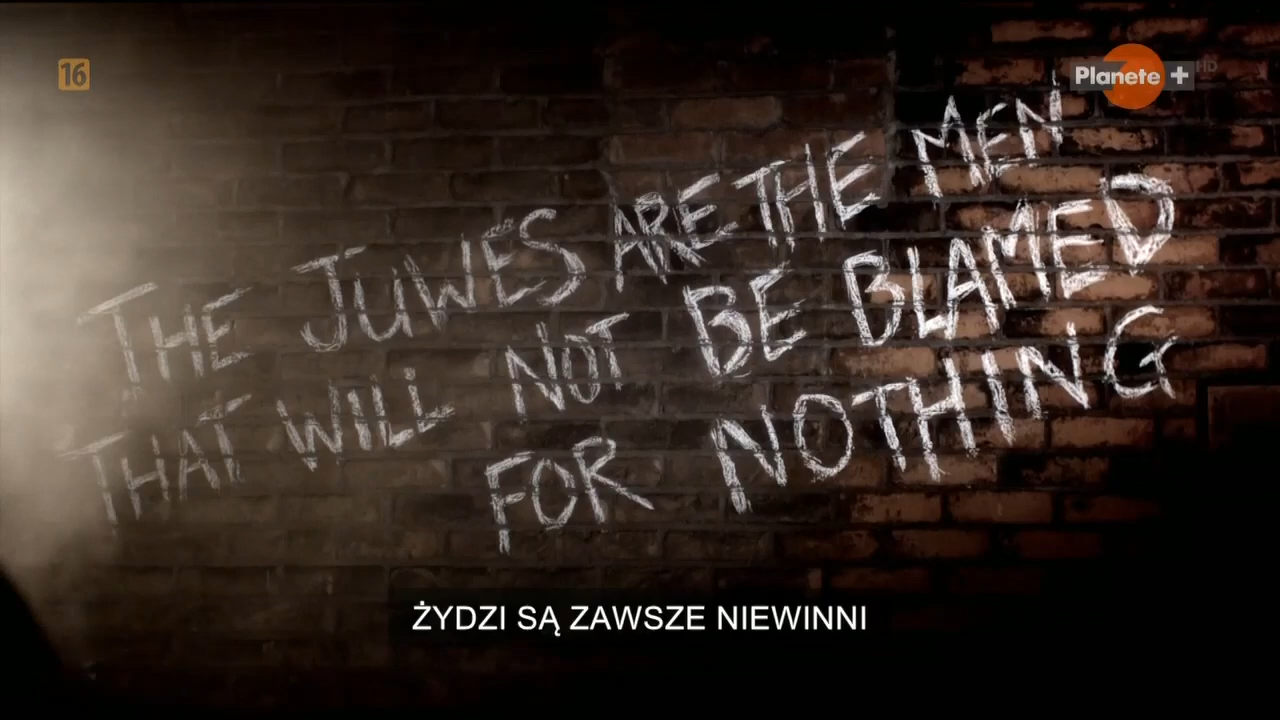 16
Planete +
HD
THE JUWES ARE THE MEN
THAT WILL NOT BE BLAMED
FOR NOTHING
ŻYDZI SĄ ZAWSZE NIEWINNI